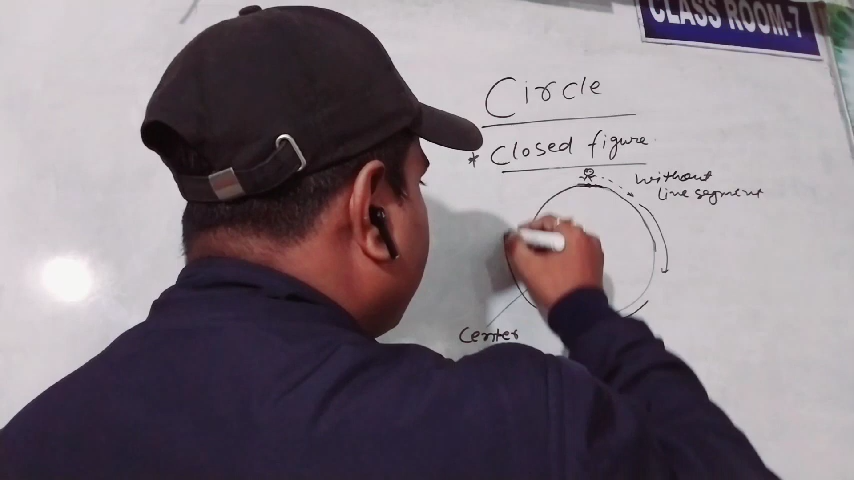 CLASS ROOM-7
Circle
* Closed figure
without
line segment
Center